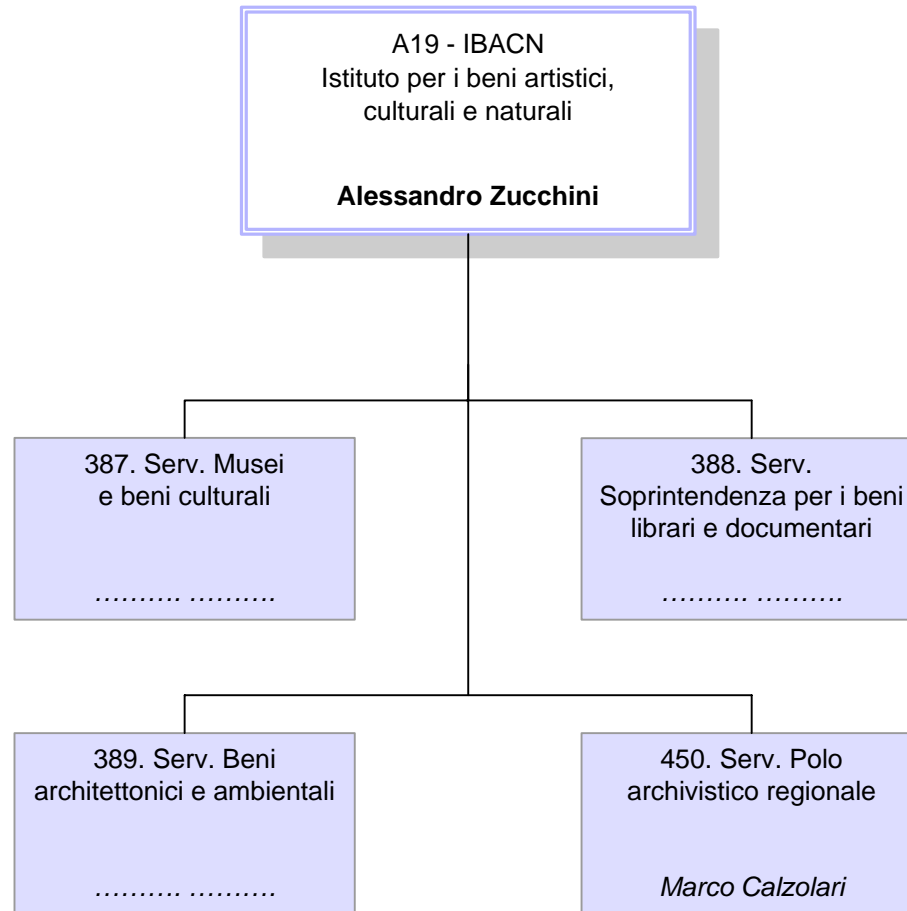 A19 - IBACN
Istituto per i beni artistici,
culturali e naturali
Alessandro Zucchini
387. Serv. Musei
e beni culturali
………. ……….
388. Serv.
Soprintendenza per i beni
librari e documentari
………. ……….
389. Serv. Beni
architettonici e ambientali
………. ……….
450. Serv. Polo
archivistico regionale
Marco Calzolari